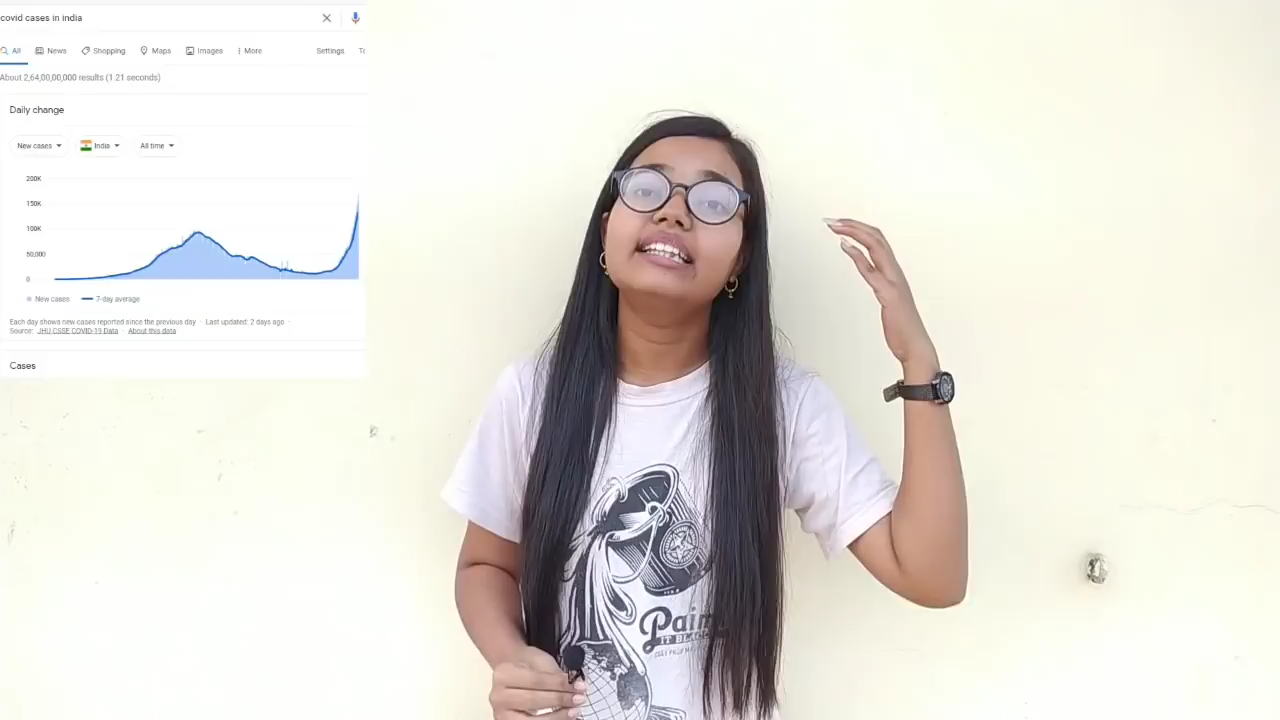 covid cases in india
All News Shopping Maps Images More Settings
About 2,64,00,00,000 results (1.21 seconds)
Daily change
New cases India All time
200K
150K
100K
50,000
0
New cases 7-day average
Each day shows new cases reported since the previous day · Last updated: 2 days ago ·
Source: JHU CSSE COVID-19 Data · About this data
Cases
IT BLACK